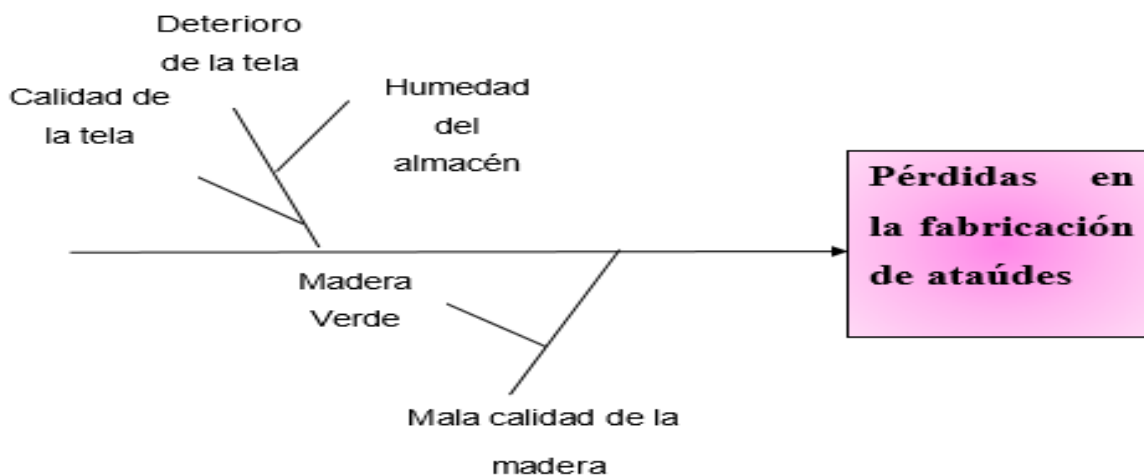 Deterioro
de la tela
Calidad de
la tela
Humedad
del
almacén
Pérdidas en
la fabricación
de ataúdes
Madera
Verde
Mala calidad de la
madera